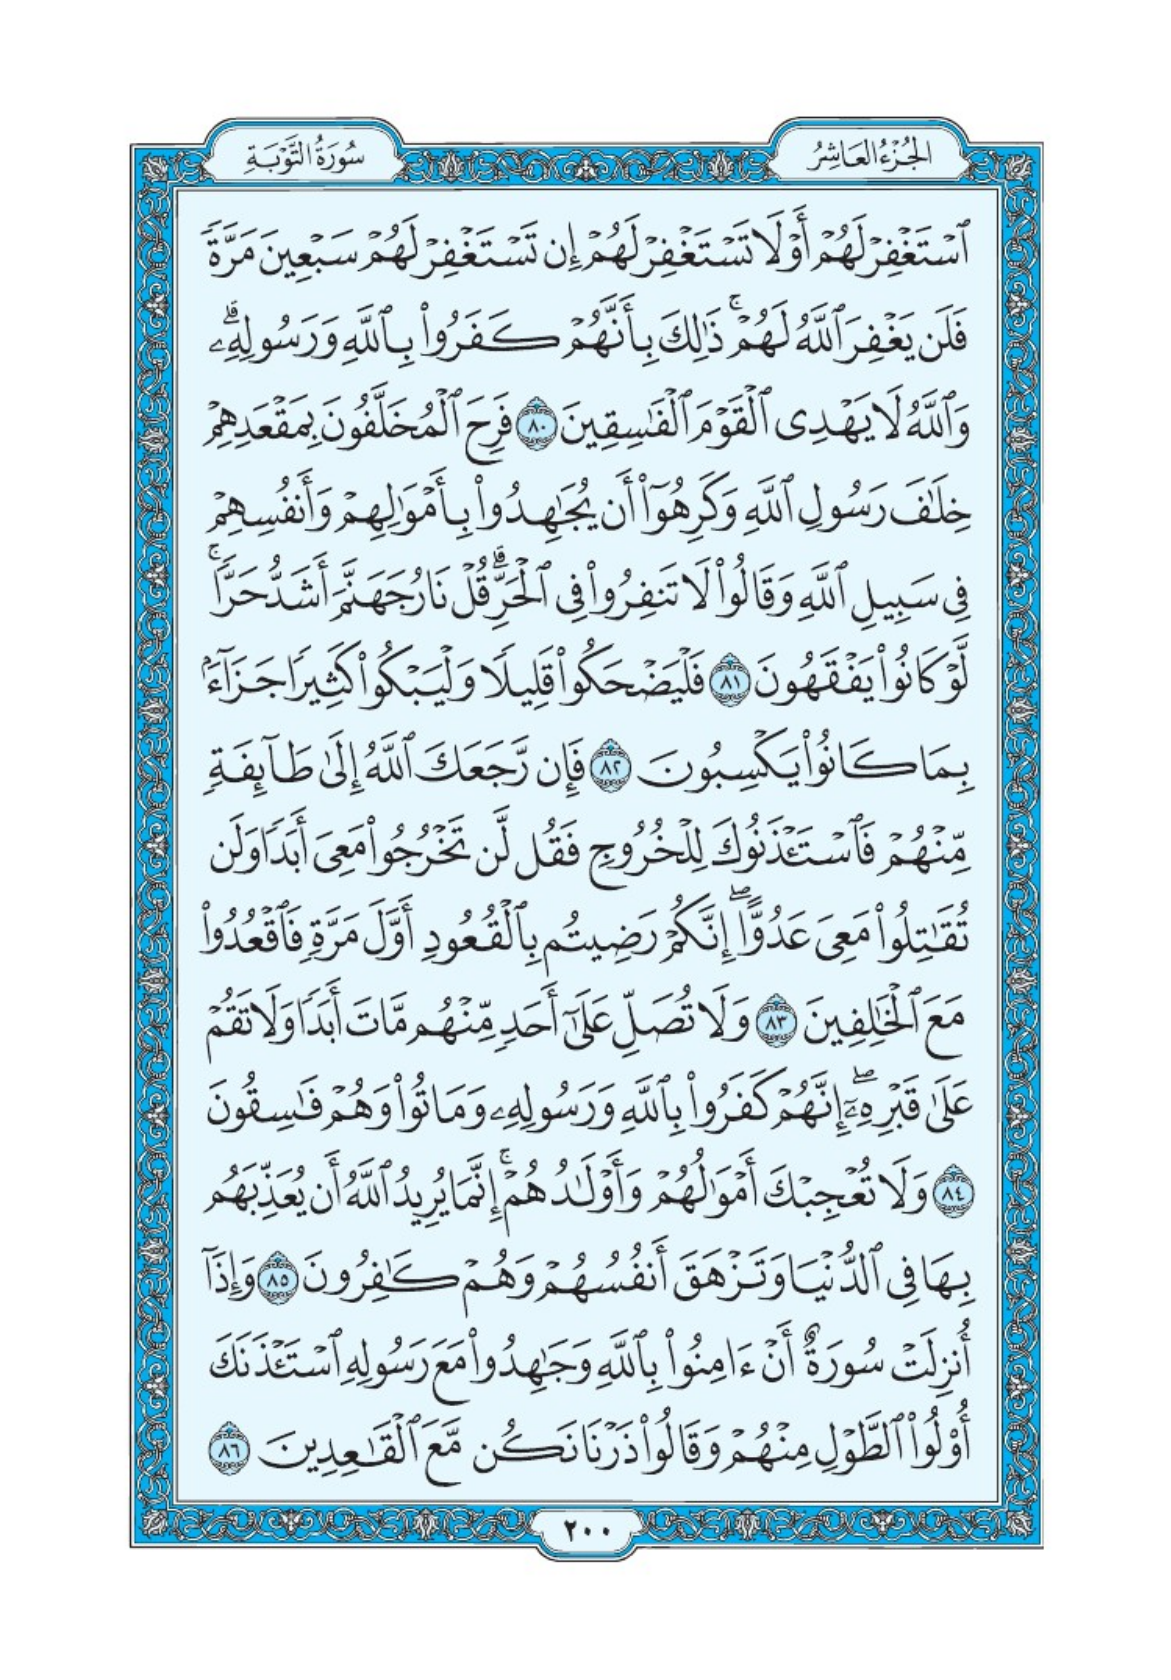 الجُزْءُ العَاشِرُ
سُورَةُ التَّوْبَةِ
ٱسْتَغْفِرْ لَهُمْ أَوْ لَا تَسْتَغْفِرْ لَهُمْ إِن تَسْتَغْفِرْ لَهُمْ سَبْعِينَ مَرَّةً
فَلَن يَغْفِرَ ٱللَّهُ لَهُمْۚ ذَٰلِكَ بِأَنَّهُمْ كَفَرُوا۟ بِٱللَّهِ وَرَسُولِهِۦۗ
وَٱللَّهُ لَا يَهْدِى ٱلْقَوْمَ ٱلْفَٰسِقِينَ ٨٠ فَرِحَ ٱلْمُخَلَّفُونَ بِمَقْعَدِهِمْ
خِلَٰفَ رَسُولِ ٱللَّهِ وَكَرِهُوٓا۟ أَن يُجَٰهِدُوا۟ بِأَمْوَٰلِهِمْ وَأَنفُسِهِمْ
فِى سَبِيلِ ٱللَّهِ وَقَالُوا۟ لَا تَنفِرُوا۟ فِى ٱلْحَرِّۗ قُلْ نَارُ جَهَنَّمَ أَشَدُّ حَرًّاۚ
لَّوْ كَانُوا۟ يَفْقَهُونَ ٨١ فَلْيَضْحَكُوا۟ قَلِيلًا وَلْيَبْكُوا۟ كَثِيرًا جَزَآءًۢ
بِمَا كَانُوا۟ يَكْسِبُونَ ٨٢ فَإِن رَّجَعَكَ ٱللَّهُ إِلَىٰ طَآئِفَةٍ
مِّنْهُمْ فَٱسْتَـْٔذَنُوكَ لِلْخُرُوجِ فَقُل لَّن تَخْرُجُوا۟ مَعِىَ أَبَدًا وَلَن
تُقَٰتِلُوا۟ مَعِىَ عَدُوًّاۖ إِنَّكُمْ رَضِيتُم بِٱلْقُعُودِ أَوَّلَ مَرَّةٍ فَٱقْعُدُوا۟
مَعَ ٱلْخَٰلِفِينَ ٨٣ وَلَا تُصَلِّ عَلَىٰٓ أَحَدٍ مِّنْهُم مَّاتَ أَبَدًا وَلَا تَقُمْ
عَلَىٰ قَبْرِهِۦٓۖ إِنَّهُمْ كَفَرُوا۟ بِٱللَّهِ وَرَسُولِهِۦ وَمَاتُوا۟ وَهُمْ فَٰسِقُونَ
٨٤ وَلَا تُعْجِبْكَ أَمْوَٰلُهُمْ وَأَوْلَٰدُهُمْۚ إِنَّمَا يُرِيدُ ٱللَّهُ أَن يُعَذِّبَهُم
بِهَا فِى ٱلدُّنْيَا وَتَزْهَقَ أَنفُسُهُمْ وَهُمْ كَٰفِرُونَ ٨٥ وَإِذَآ
أُنزِلَتْ سُورَةٌ أَنْ ءَامِنُوا۟ بِٱللَّهِ وَجَٰهِدُوا۟ مَعَ رَسُولِهِ ٱسْتَـْٔذَنَكَ
أُو۟لُوا۟ ٱلطَّوْلِ مِنْهُمْ وَقَالُوا۟ ذَرْنَا نَكُن مَّعَ ٱلْقَٰعِدِينَ ٨٦
٢٠٠